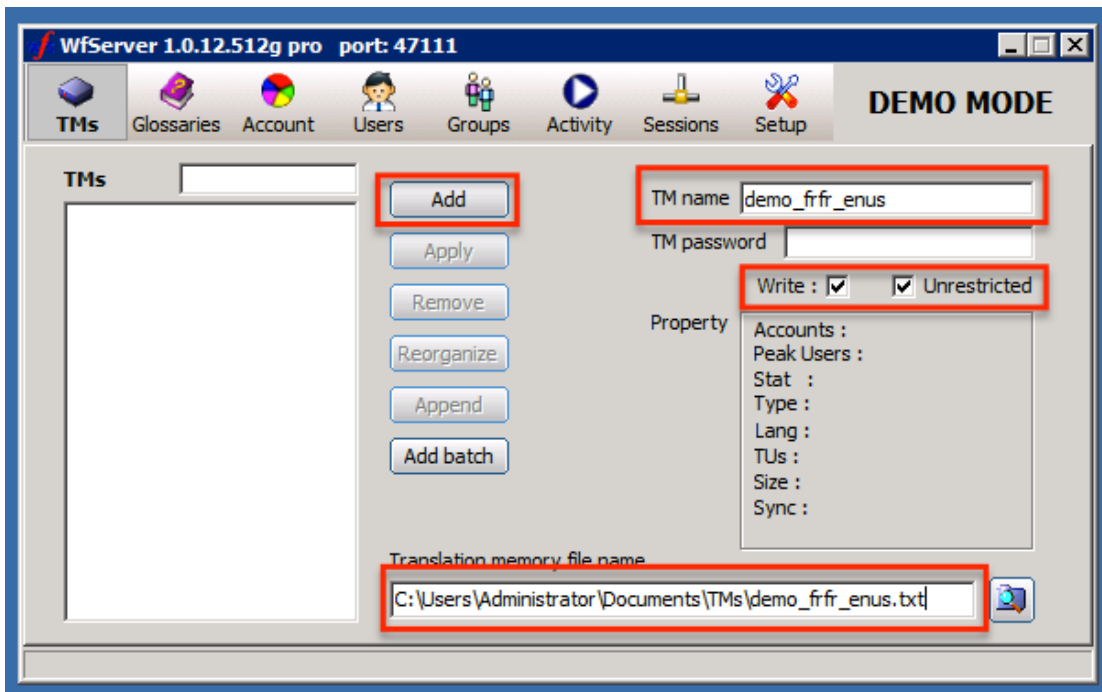 WfServer 1.0.12.512g pro port: 47111
TMs Glossaries Account Users Groups Activity Sessions Setup DEMO MODE
TMs
Add
Apply
Remove
Reorganize
Append
Add batch
TM name demo_frfr_enus
TM password
Write : Unrestricted
Property
Accounts :
Peak Users :
Stat :
Type :
Lang :
TUs :
Size :
Sync :
Translation memory file name
C:\Users\Administrator\Documents\TMs\demo_frfr_enus.txt